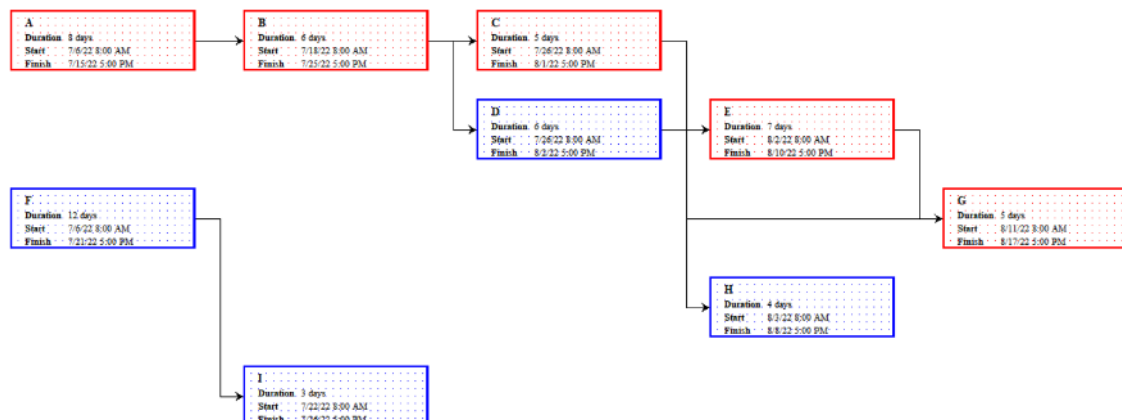 A
Duration 8 days
Start 7/6/22 8:00 AM
Finish 7/15/22 5:00 PM
B
Duration 6 days
Start 7/18/22 8:00 AM
Finish 7/25/22 5:00 PM
C
Duration 5 days
Start 7/26/22 8:00 AM
Finish 8/1/22 5:00 PM
D
Duration 6 days
Start 7/26/22 8:00 AM
Finish 8/2/22 5:00 PM
E
Duration 7 days
Start 8/2/22 8:00 AM
Finish 8/10/22 5:00 PM
F
Duration 12 days
Start 7/6/22 8:00 AM
Finish 7/21/22 5:00 PM
G
Duration 5 days
Start 8/11/22 8:00 AM
Finish 8/17/22 5:00 PM
H
Duration 4 days
Start 8/3/22 8:00 AM
Finish 8/8/22 5:00 PM
I
Duration 3 days
Start 7/22/22 8:00 AM
Finish 7/26/22 5:00 PM